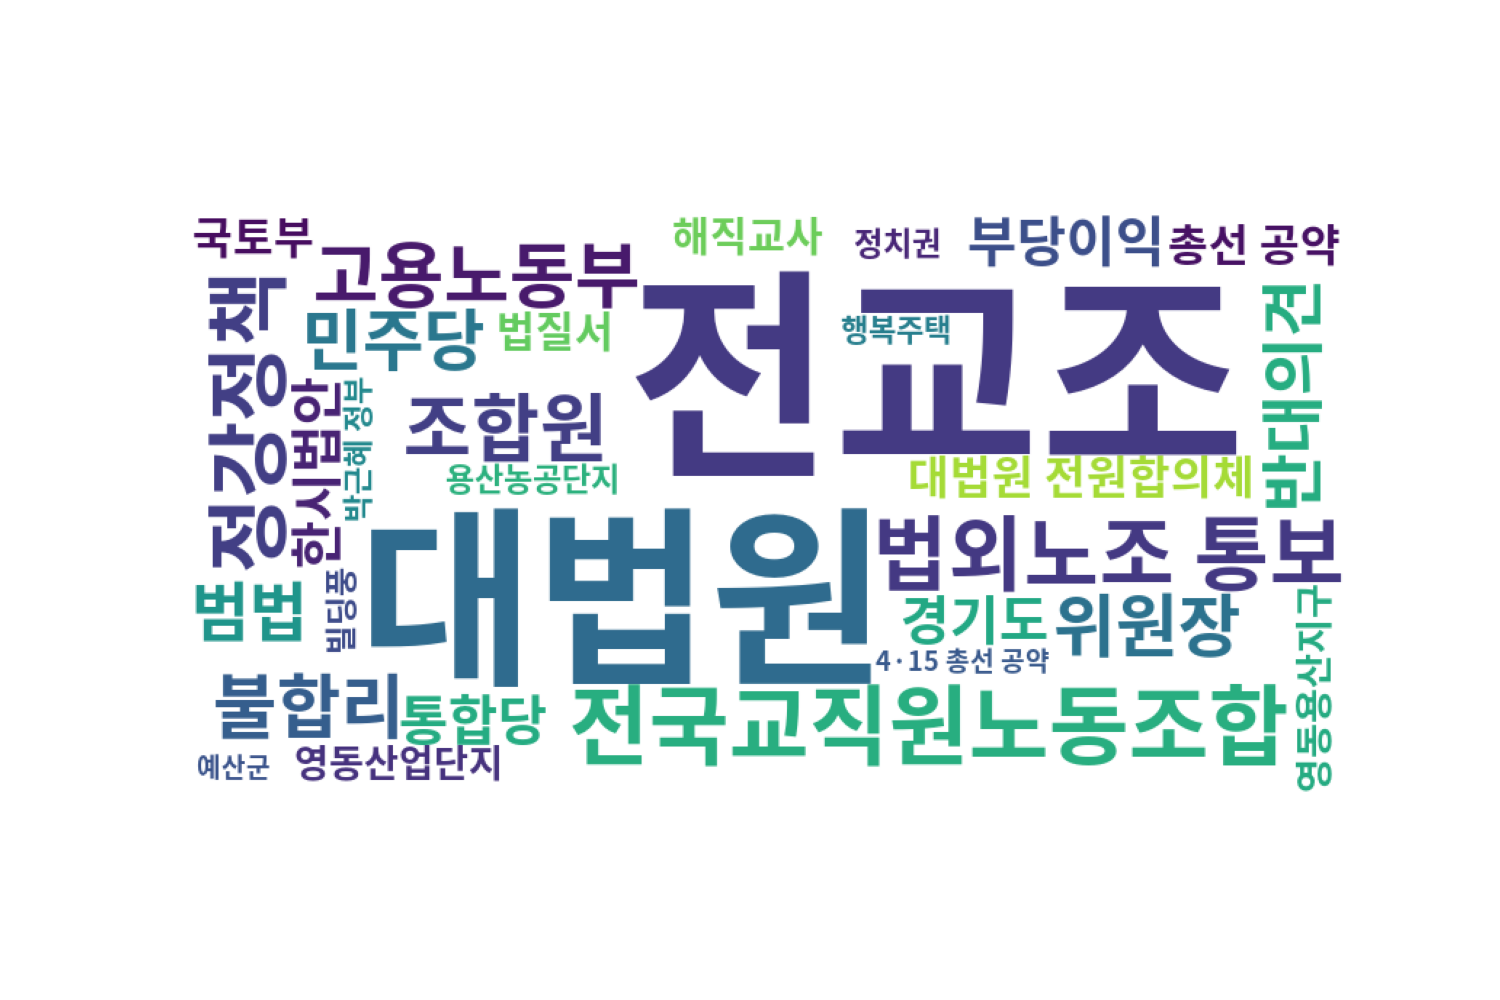 국토부
고용노동부
해직교사
정치권
부당이익
총선 공약
민주당
법질서
전교조
행복주택
반대의견
정강정책
한시법안
박근혜 정부
조합원
용산농공단지
대법원 전원합의체
대법원
법외노조 통보
범법
빌딩풍
경기도
위원장
4·15 총선 공약
영동용산지구
불합리
통합당
전국교직원노동조합
예산군
영동산업단지